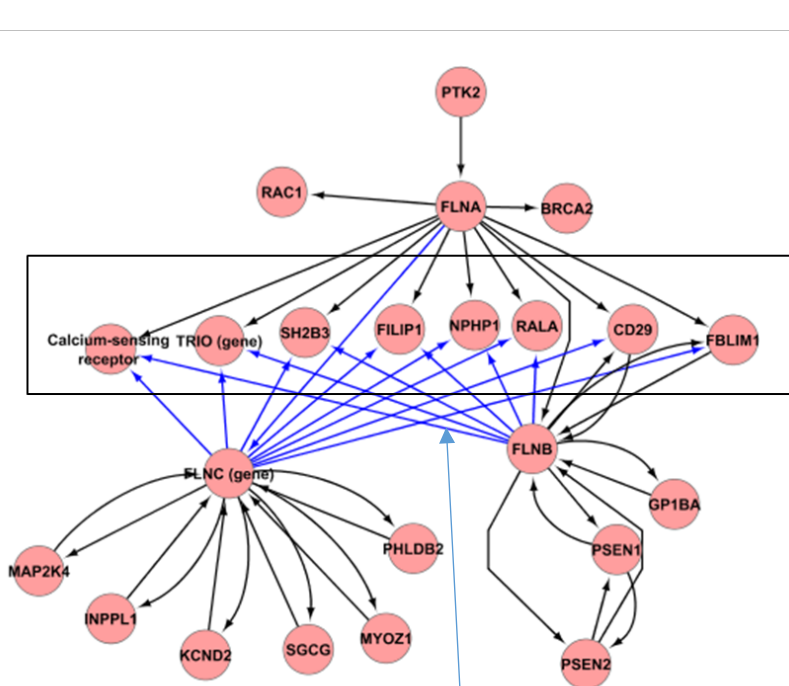 PTK2
RAC1
FLNA
BRCA2
Calcium-sensing
receptor
TRIO (gene)
SH2B3
FILIP1
NPHP1
RALA
CD29
FBLIM1
FLNC (gene)
FLNB
GP1BA
PHLDB2
PSEN1
MAP2K4
INPPL1
KCND2
SGCG
MYOZ1
PSEN2